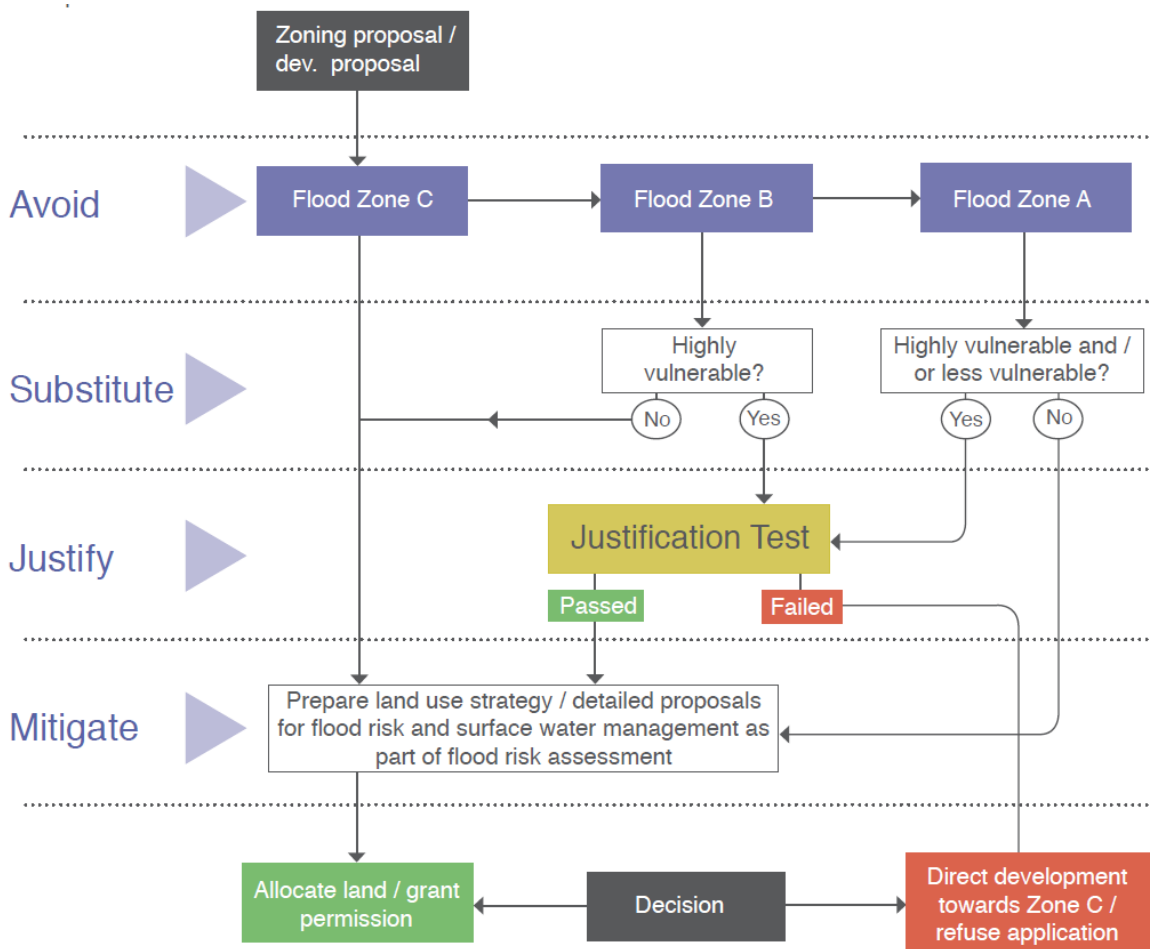 Zoning proposal /
dev. proposal
Avoid
Flood Zone C
Flood Zone B
Flood Zone A
Substitute
Highly
vulnerable?
Highly vulnerable and /
or less vulnerable?
No
Yes
Yes
No
Justify
Justification Test
Passed
Failed
Mitigate
Prepare land use strategy / detailed proposals
for flood risk and surface water management as
part of flood risk assessment
Allocate land / grant
permission
Decision
Direct development
towards Zone C /
refuse application